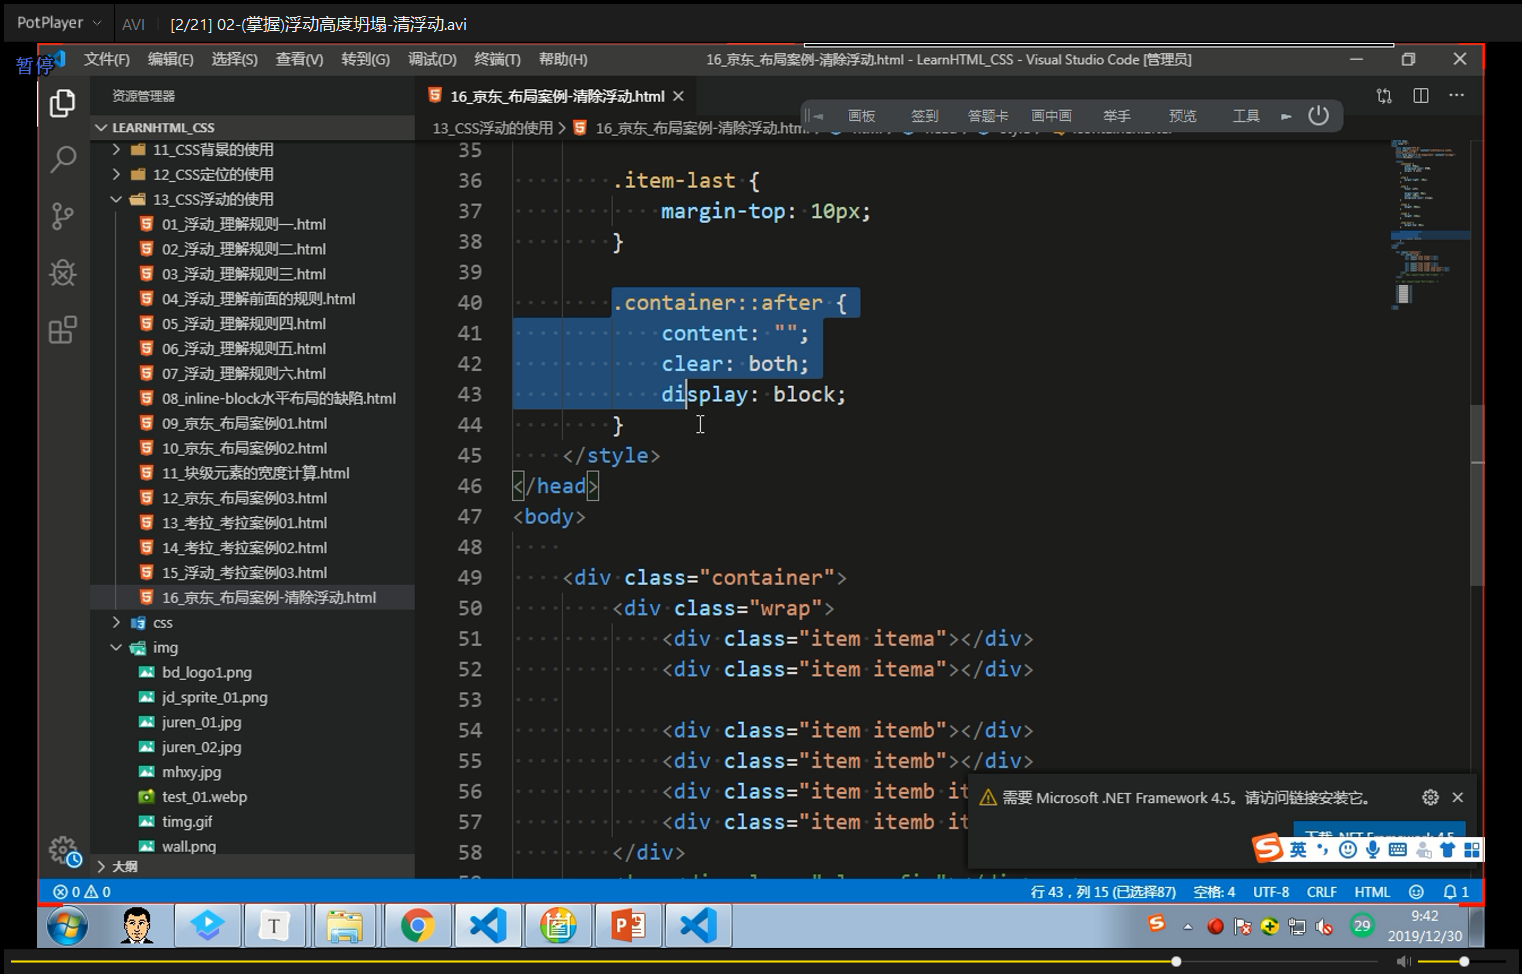 PotPlayer AVI [2/21] 02-(掌握)浮动高度坍塌-清浮动.avi
暂停
文件(F) 编辑(E) 选择(S) 查看(V) 转到(G) 调试(D) 终端(T) 帮助(H) 16_京东_布局案例-清除浮动.html - LearnHTML_CSS - Visual Studio Code [管理员]
资源管理器
16_京东_布局案例-清除浮动.html
画板 签到 答题卡 画中画 举手 预览 工具
LEARNHTML_CSS
13_CSS浮动的使用 > 16_京东_布局案例-清除浮动.html
11_CSS背景的使用
12_CSS定位的使用
13_CSS浮动的使用
01_浮动_理解规则一.html
02_浮动_理解规则二.html
03_浮动_理解规则三.html
04_浮动_理解前面的规则.html
05_浮动_理解规则四.html
06_浮动_理解规则五.html
07_浮动_理解规则六.html
08_inline-block水平布局的缺陷.html
09_京东_布局案例01.html
10_京东_布局案例02.html
11_块级元素的宽度计算.html
12_京东_布局案例03.html
13_考拉_考拉案例01.html
14_考拉_考拉案例02.html
15_浮动_考拉案例03.html
16_京东_布局案例-清除浮动.html
css
img
bd_logo1.png
jd_sprite_01.png
juren_01.jpg
juren_02.jpg
mhxy.jpg
test_01.webp
timg.gif
wall.png
大纲
35
36 .item-last {
37 margin-top: 10px;
38 }
39
40 .container::after {
41 content: "";
42 clear: both;
43 display: block;
44 }
45 </style>
46 </head>
47 <body>
48
49 <div class="container">
50 <div class="wrap">
51 <div class="item itema"></div>
52 <div class="item itema"></div>
53
54 <div class="item itemb"></div>
55 <div class="item itemb"></div>
56 <div class="item itemb it
57 <div class="item itemb it
58 </div>
需要 Microsoft .NET Framework 4.5。请访问链接安装它。
下载 .NET Framework 4.5
英
0 0 行 43，列 15 (已选择87) 空格: 4 UTF-8 CRLF HTML 1
29
9:42
2019/12/30